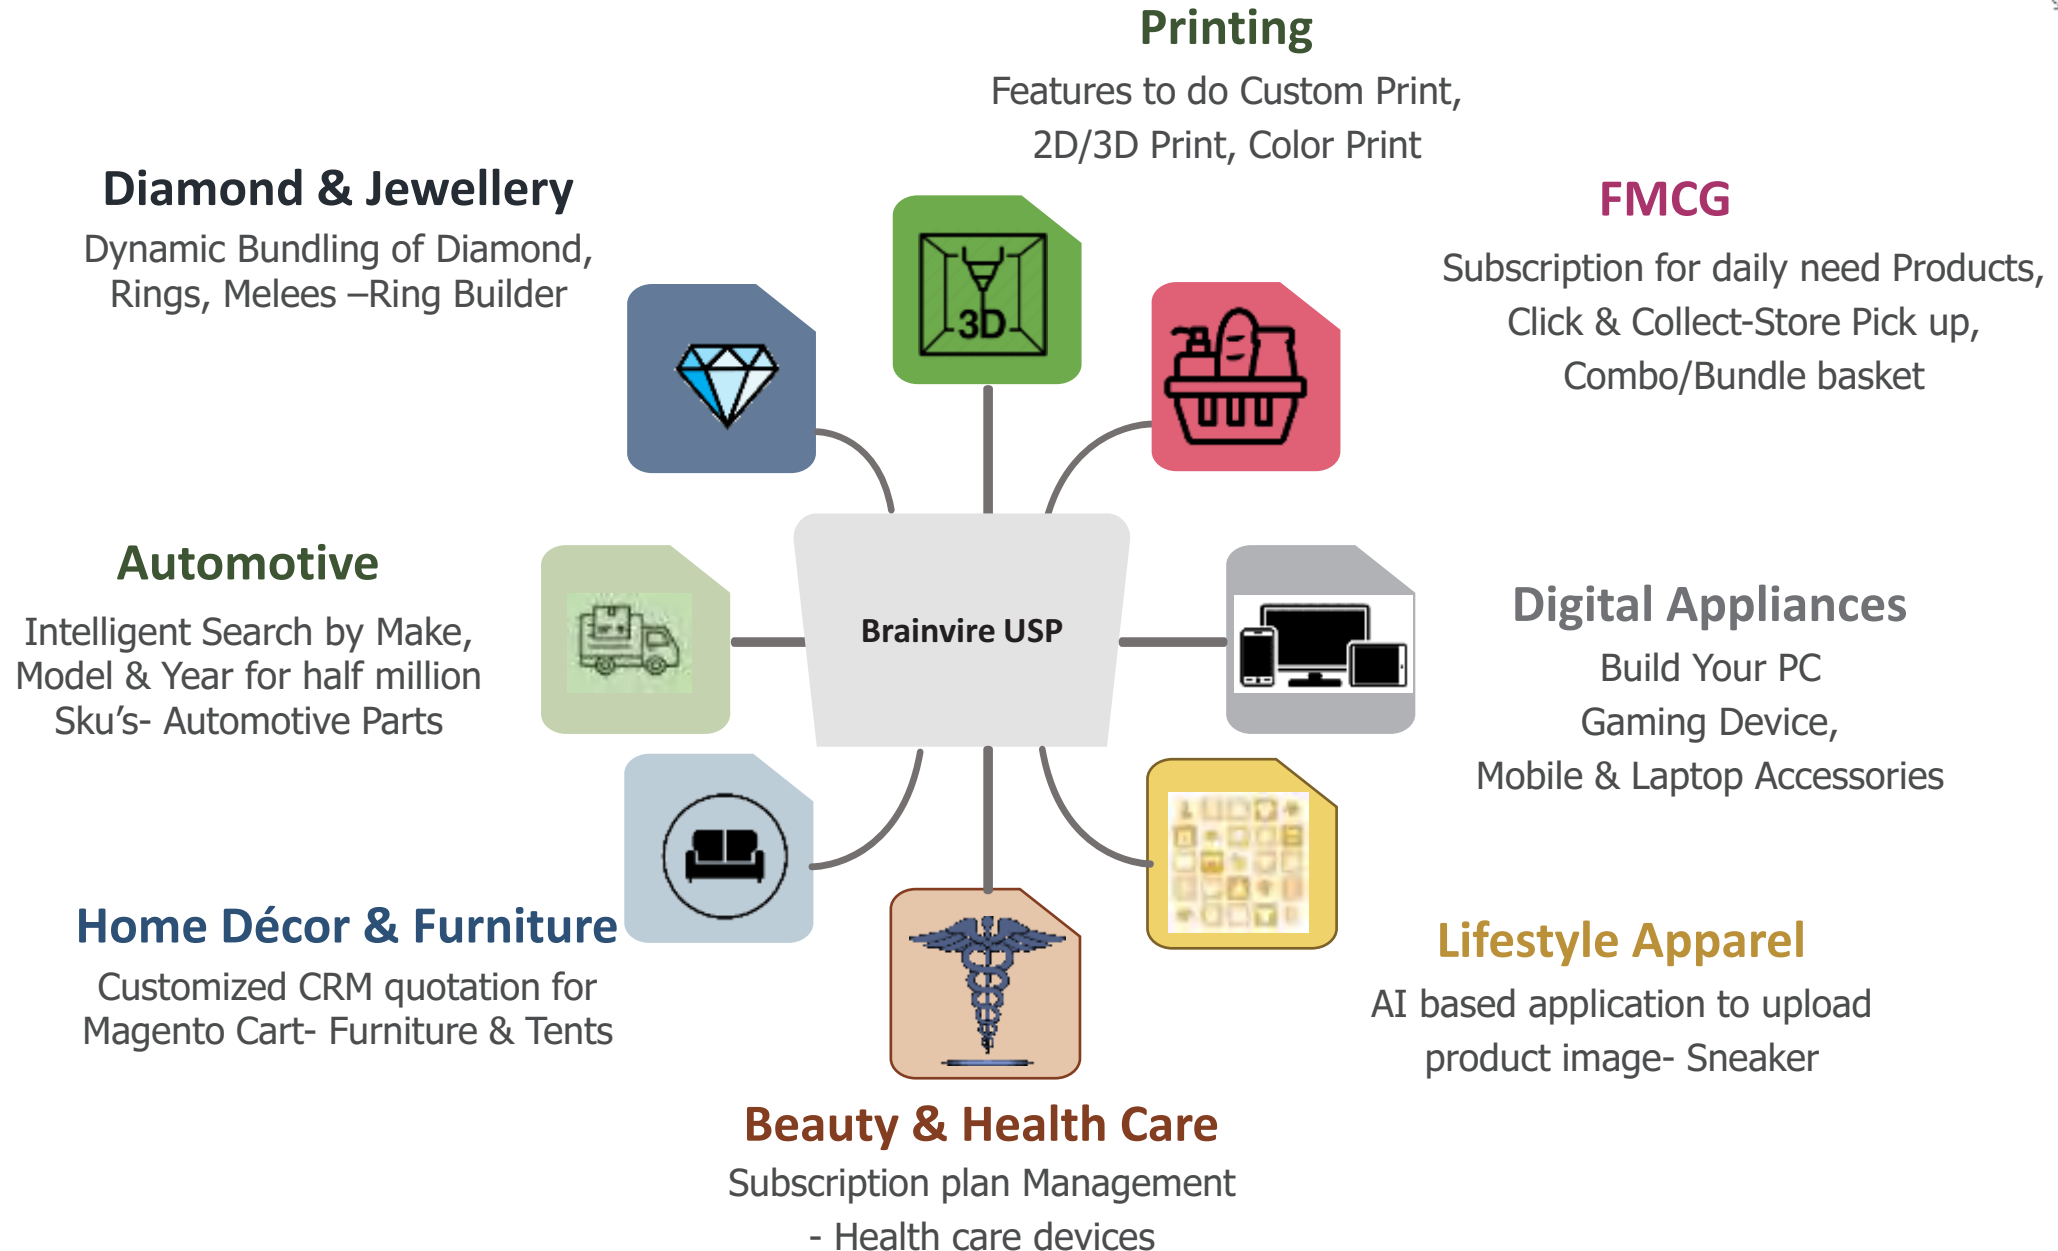 Printing
Features to do Custom Print,
2D/3D Print, Color Print
Diamond & Jewellery
Dynamic Bundling of Diamond,
Rings, Melees –Ring Builder
FMCG
Subscription for daily need Products,
Click & Collect-Store Pick up,
Combo/Bundle basket
3D
Automotive
Intelligent Search by Make,
Model & Year for half million
Sku’s- Automotive Parts
Brainvire USP
Digital Appliances
Build Your PC
Gaming Device,
Mobile & Laptop Accessories
Home Décor & Furniture
Customized CRM quotation for
Magento Cart- Furniture & Tents
Lifestyle Apparel
AI based application to upload
product image- Sneaker
Beauty & Health Care
Subscription plan Management
- Health care devices